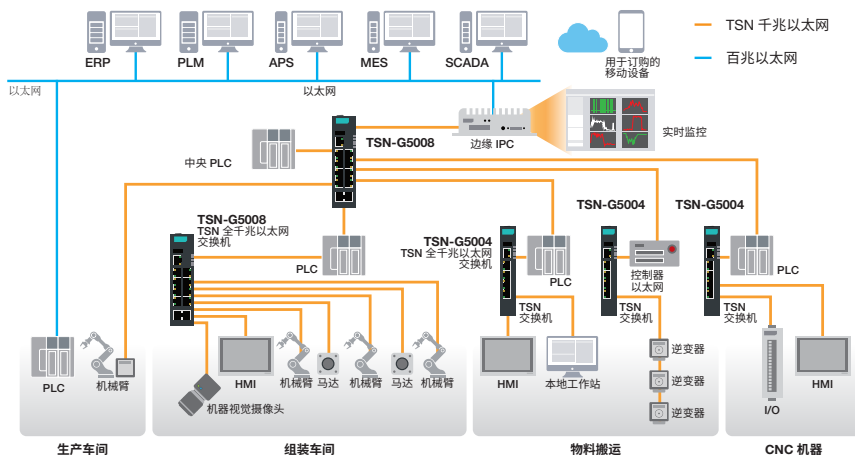 TSN 千兆以太网
百兆以太网
ERP
PLM
APS
MES
SCADA
用于订购的
移动设备
以太网
以太网
边缘 IPC
实时监控
中央 PLC
TSN-G5008
TSN-G5008
TSN 全千兆以太网
交换机
PLC
TSN-G5004
TSN 全千兆以太网
交换机
PLC
TSN-G5004
控制器
以太网
TSN-G5004
PLC
TSN
交换机
TSN
交换机
TSN
交换机
PLC
机械臂
机器视觉摄像头
HMI
机械臂
马达
机械臂
马达
机械臂
HMI
本地工作站
逆变器
逆变器
逆变器
I/O
HMI
生产车间
组装车间
物料搬运
CNC 机器